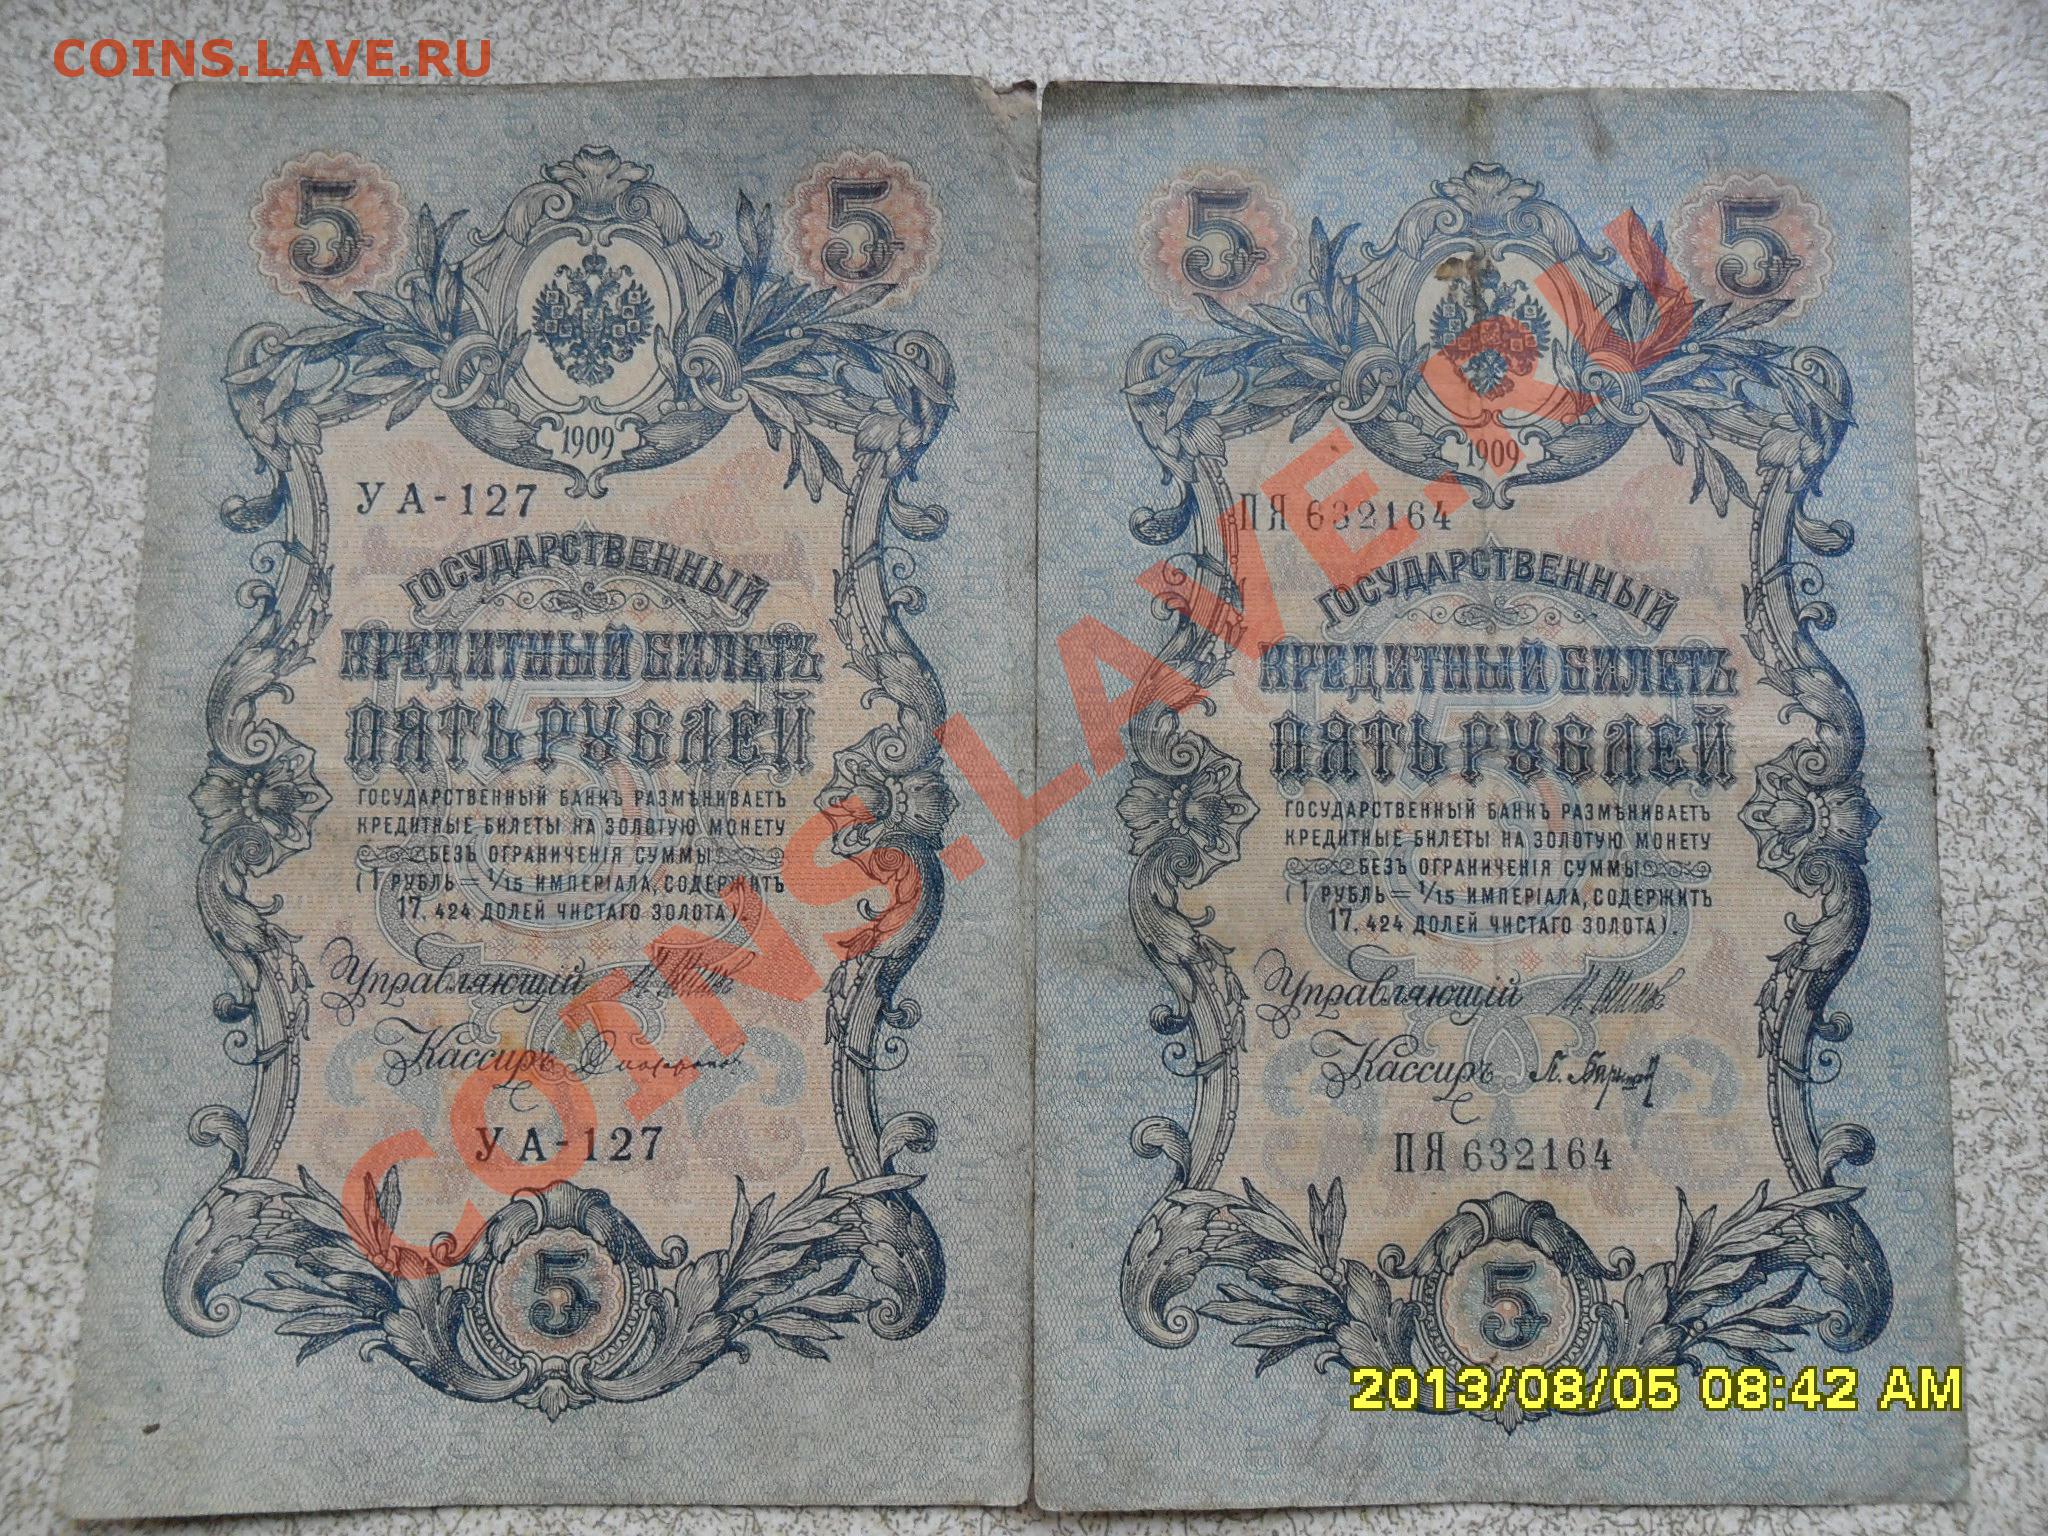 COINS.LAVE.RU
5 5
1909
УА-127
ГОСУДАРСТВЕННЫЙ
КРЕДИТНЫЙ БИЛЕТЪ
ПЯТЬ РУБЛЕЙ
ГОСУДАРСТВЕННЫЙ БАНКЪ РАЗМѢНИВАЕТЪ
КРЕДИТНЫЕ БИЛЕТЫ НА ЗОЛОТУЮ МОНЕТУ
БЕЗЪ ОГРАНИЧЕНІЯ СУММЫ
(1 РУБЛЬ = 1/15 ИМПЕРІАЛА, СОДЕРЖИТЪ
17,424 ДОЛЕЙ ЧИСТАГО ЗОЛОТА).
Управляющій
Кассиръ
УА-127
5
5 5
1909
ПЯ 632164
ГОСУДАРСТВЕННЫЙ
КРЕДИТНЫЙ БИЛЕТЪ
ПЯТЬ РУБЛЕЙ
ГОСУДАРСТВЕННЫЙ БАНКЪ РАЗМѢНИВАЕТЪ
КРЕДИТНЫЕ БИЛЕТЫ НА ЗОЛОТУЮ МОНЕТУ
БЕЗЪ ОГРАНИЧЕНІЯ СУММЫ
(1 РУБЛЬ = 1/15 ИМПЕРІАЛА, СОДЕРЖИТЪ
17,424 ДОЛЕЙ ЧИСТАГО ЗОЛОТА).
Управляющій
Кассиръ
ПЯ 632164
5
COINS.LAVE.RU
2013/08/05 08:42 AM